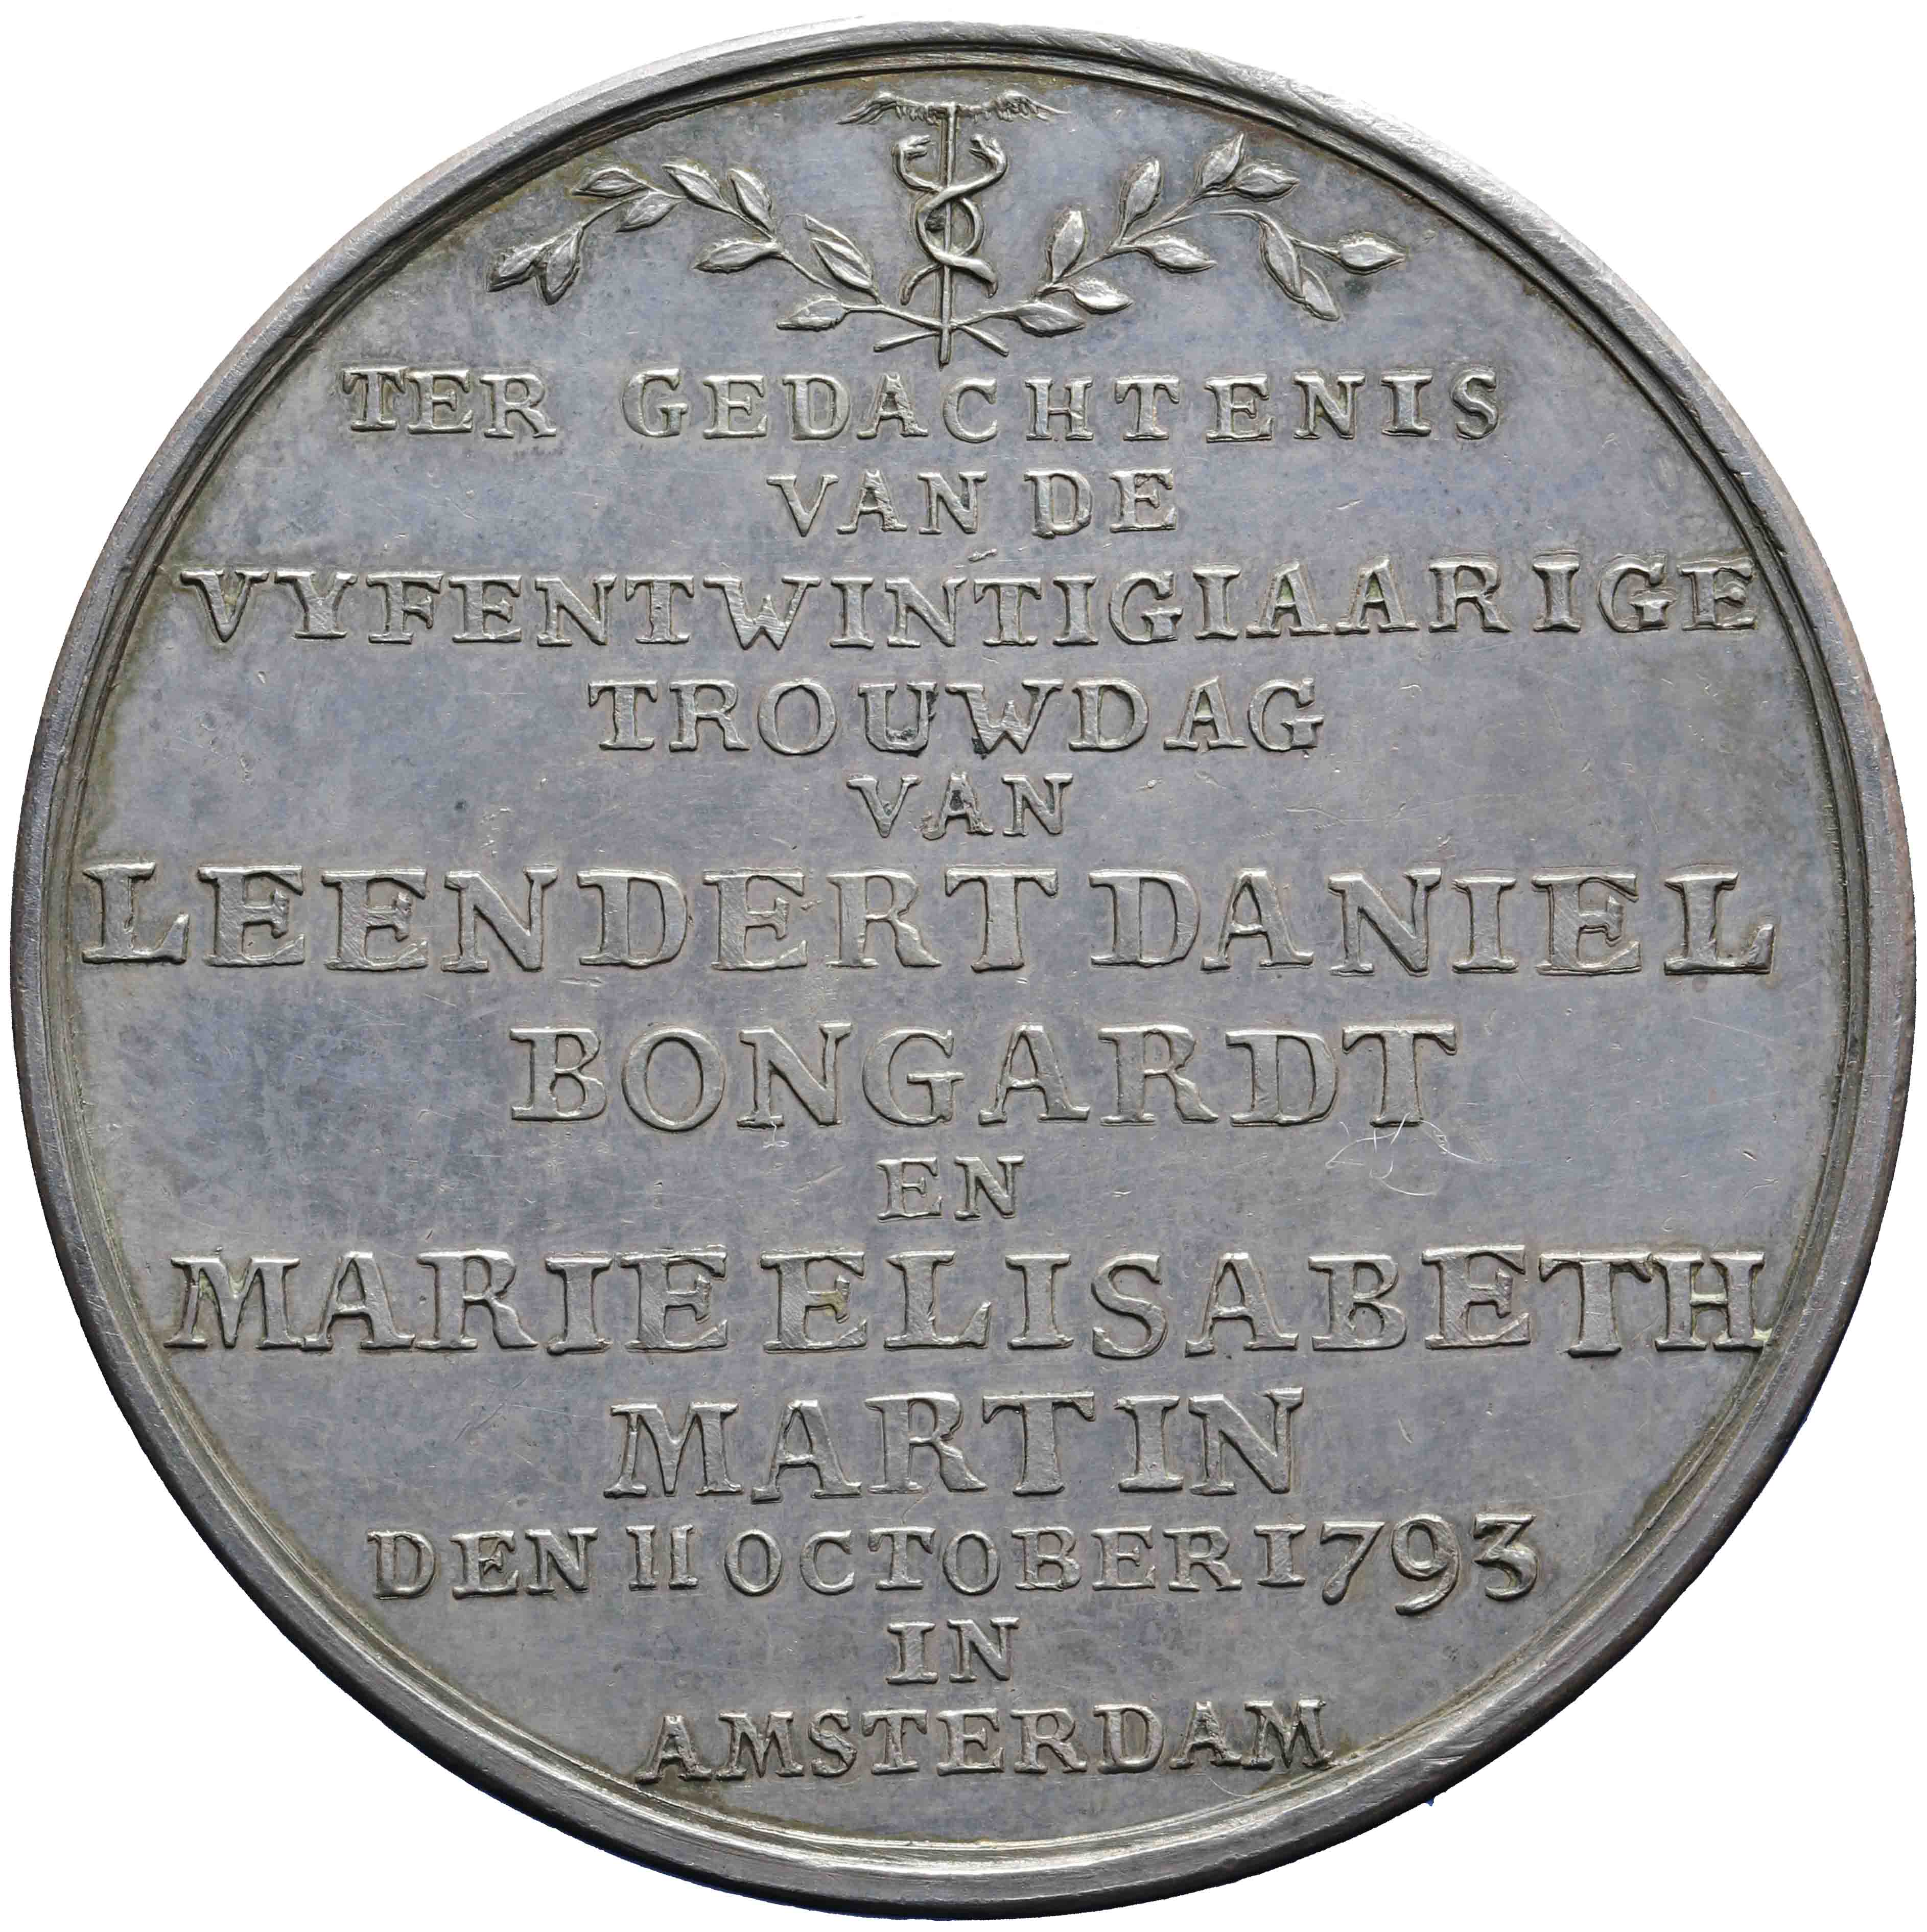 TER GEDACHTENIS
VAN DE
VYFENTWINTIGIAARIGE
TROUWDAG
VAN
LEENDERT DANIEL
BONGARDT
EN
MARIE ELISABETH
MARTIN
DEN 11 OCTOBER 1793
IN
AMSTERDAM